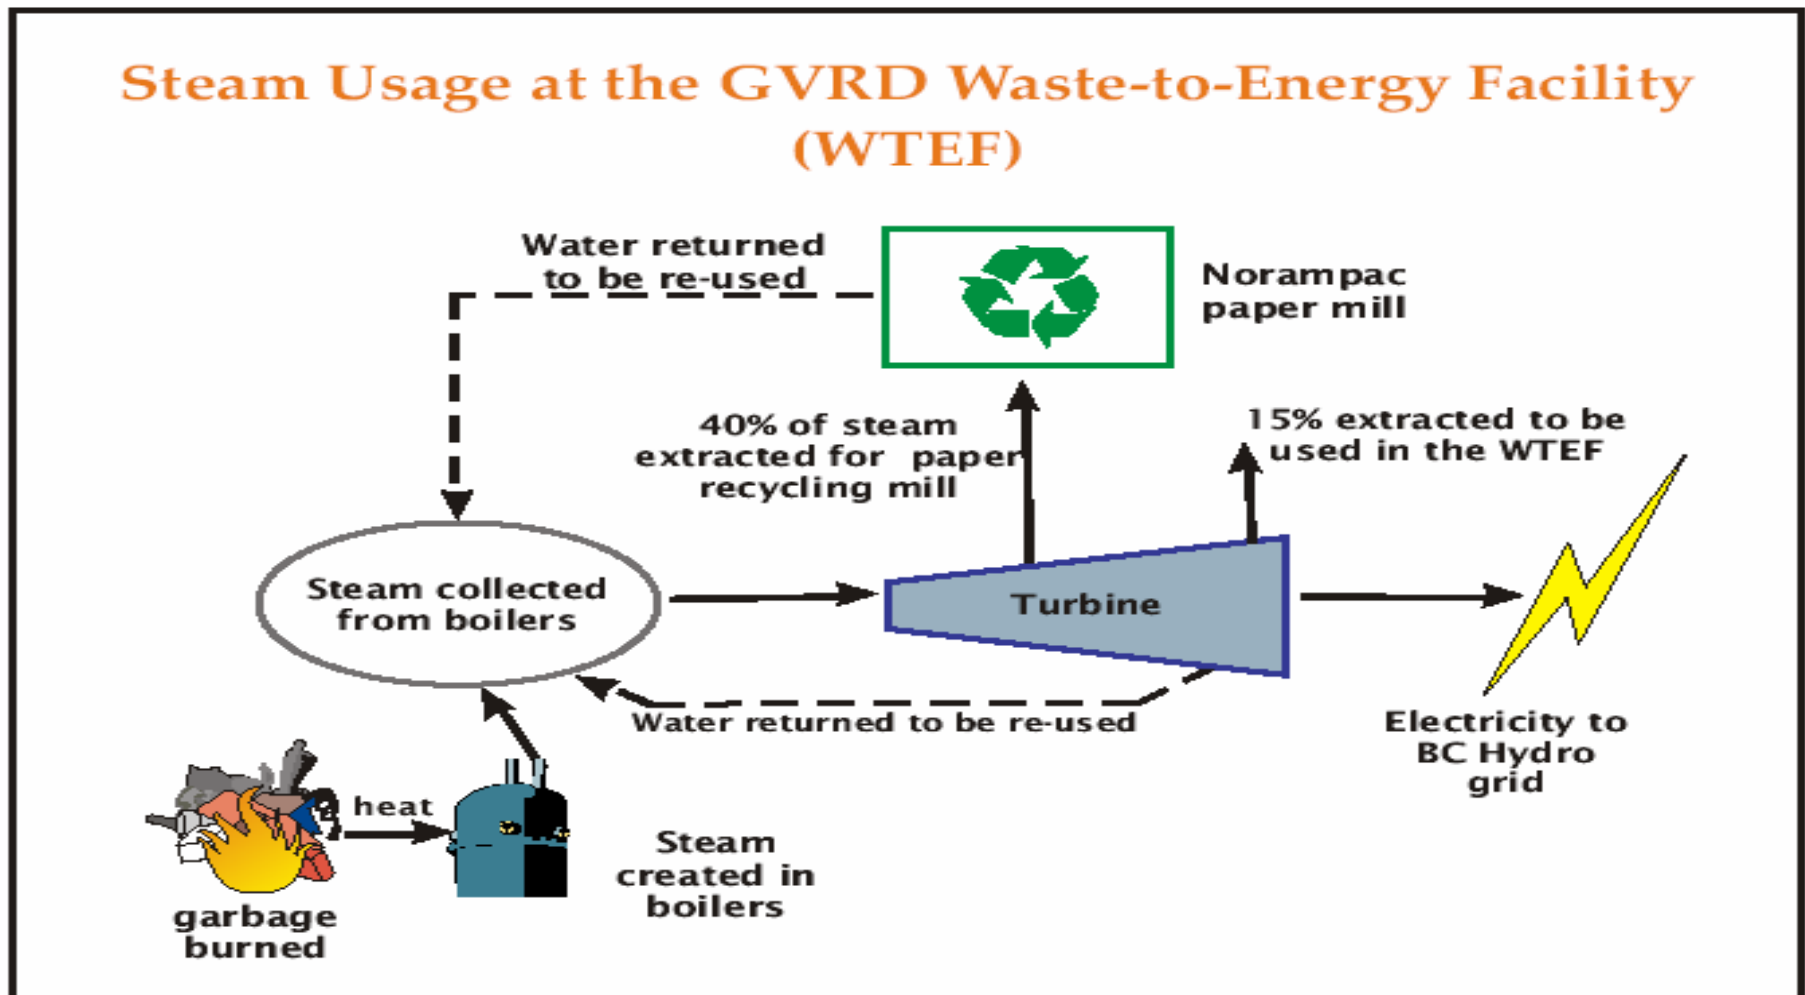 Steam Usage at the GVRD Waste-to-Energy Facility
(WTEF)
Water returned
to be re-used
Norampac
paper mill
40% of steam
extracted for paper
recycling mill
15% extracted to be
used in the WTEF
Steam collected
from boilers
Turbine
Water returned to be re-used
Electricity to
BC Hydro
grid
heat
Steam
created in
boilers
garbage
burned